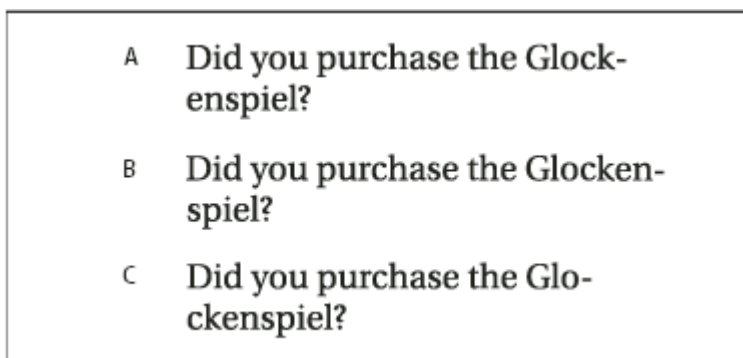 A Did you purchase the Glock-
enspiel?
B Did you purchase the Glocken-
spiel?
C Did you purchase the Glo-
ckenspiel?